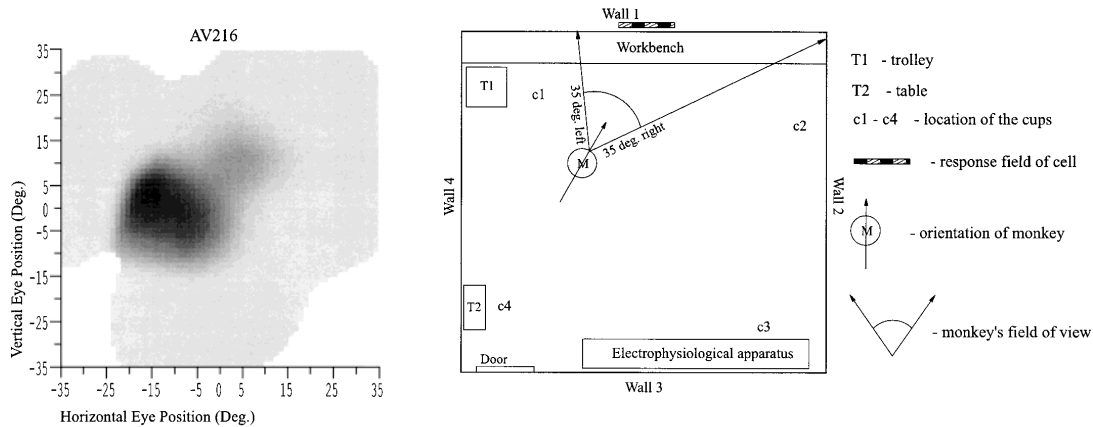 AV216
35
25
15
5
0
-5
-15
-25
-35
Vertical Eye Position (Deg.)
-35 -25 -15 -5 0 5 15 25 35
Horizontal Eye Position (Deg.)
Wall 1
Workbench
T1
c1
35 deg. left
35 deg. right
c2
M
Wall 4
Wall 2
T2
c4
c3
Electrophysiological apparatus
Door
Wall 3
T1 - trolley
T2 - table
c1 - c4 - location of the cups
- response field of cell
M
- orientation of monkey
- monkey's field of view